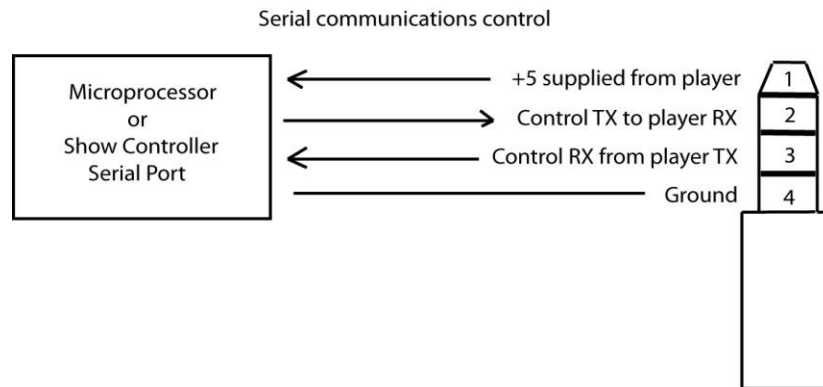 Serial communications control
Microprocessor
or
Show Controller
Serial Port
+5 supplied from player
Control TX to player RX
Control RX from player TX
Ground
1
2
3
4